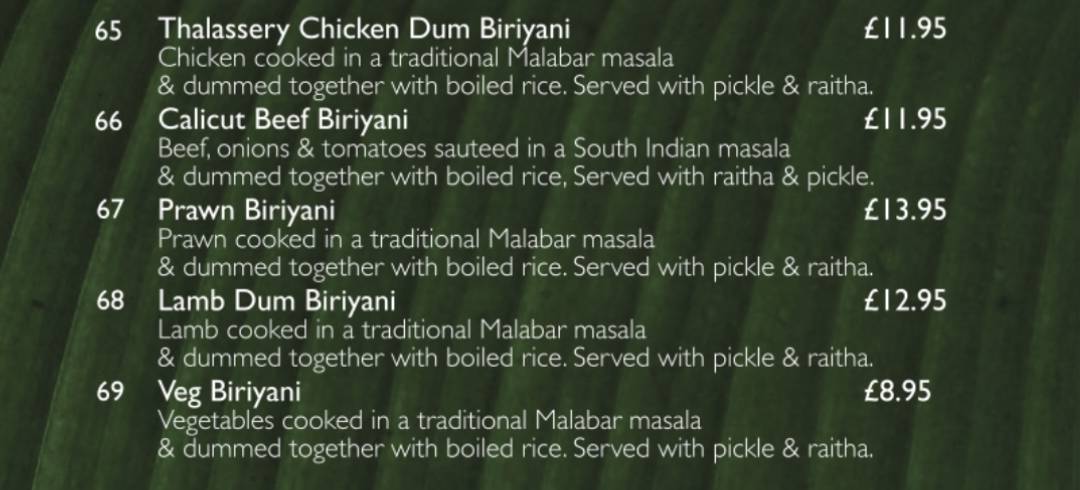 65 Thalassery Chicken Dum Biriyani £11.95
Chicken cooked in a traditional Malabar masala
& dummed together with boiled rice. Served with pickle & raitha.
66 Calicut Beef Biriyani £11.95
Beef, onions & tomatoes sauteed in a South Indian masala
& dummed together with boiled rice, Served with raitha & pickle.
67 Prawn Biriyani £13.95
Prawn cooked in a traditional Malabar masala
& dummed together with boiled rice. Served with pickle & raitha.
68 Lamb Dum Biriyani £12.95
Lamb cooked in a traditional Malabar masala
& dummed together with boiled rice. Served with pickle & raitha.
69 Veg Biriyani £8.95
Vegetables cooked in a traditional Malabar masala
& dummed together with boiled rice. Served with pickle & raitha.